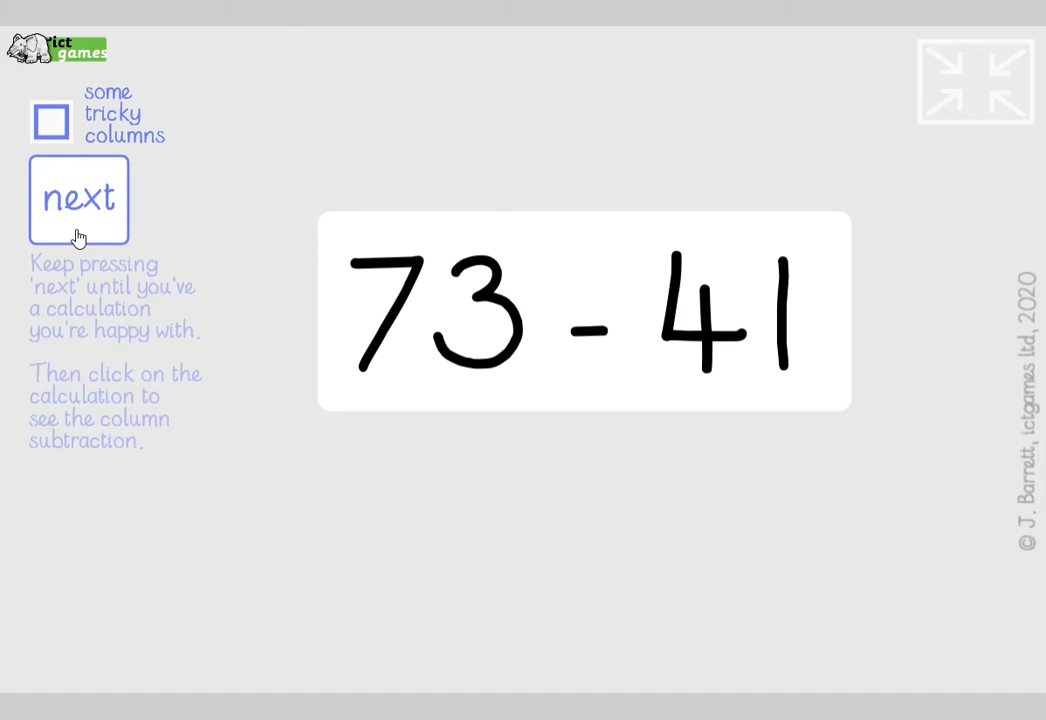 ict
games
some
tricky
columns
next
Keep pressing
'next' until you've
a calculation
you're happy with.
Then click on the
calculation to
see the column
subtraction.
73 - 41
© J. Barrett, ictgames ltd, 2020